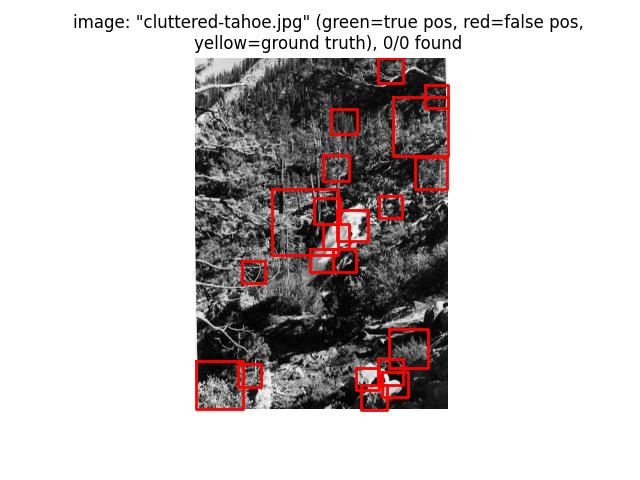 image: "cluttered-tahoe.jpg" (green=true pos, red=false pos,
yellow=ground truth), 0/0 found